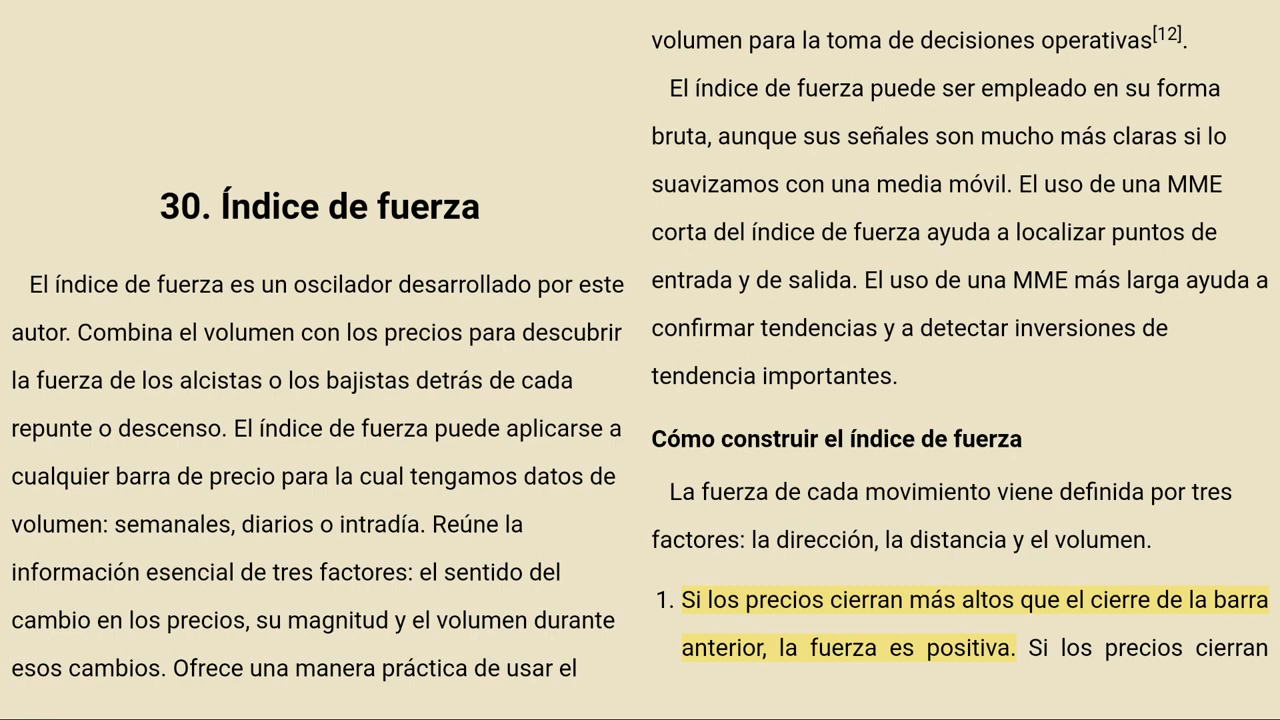 30. Índice de fuerza
El índice de fuerza es un oscilador desarrollado por este
autor. Combina el volumen con los precios para descubrir
la fuerza de los alcistas o los bajistas detrás de cada
repunte o descenso. El índice de fuerza puede aplicarse a
cualquier barra de precio para la cual tengamos datos de
volumen: semanales, diarios o intradía. Reúne la
información esencial de tres factores: el sentido del
cambio en los precios, su magnitud y el volumen durante
esos cambios. Ofrece una manera práctica de usar el
volumen para la toma de decisiones operativas[12].
El índice de fuerza puede ser empleado en su forma
bruta, aunque sus señales son mucho más claras si lo
suavizamos con una media móvil. El uso de una MME
corta del índice de fuerza ayuda a localizar puntos de
entrada y de salida. El uso de una MME más larga ayuda a
confirmar tendencias y a detectar inversiones de
tendencia importantes.
Cómo construir el índice de fuerza
La fuerza de cada movimiento viene definida por tres
factores: la dirección, la distancia y el volumen.
1. Si los precios cierran más altos que el cierre de la barra
anterior, la fuerza es positiva. Si los precios cierran